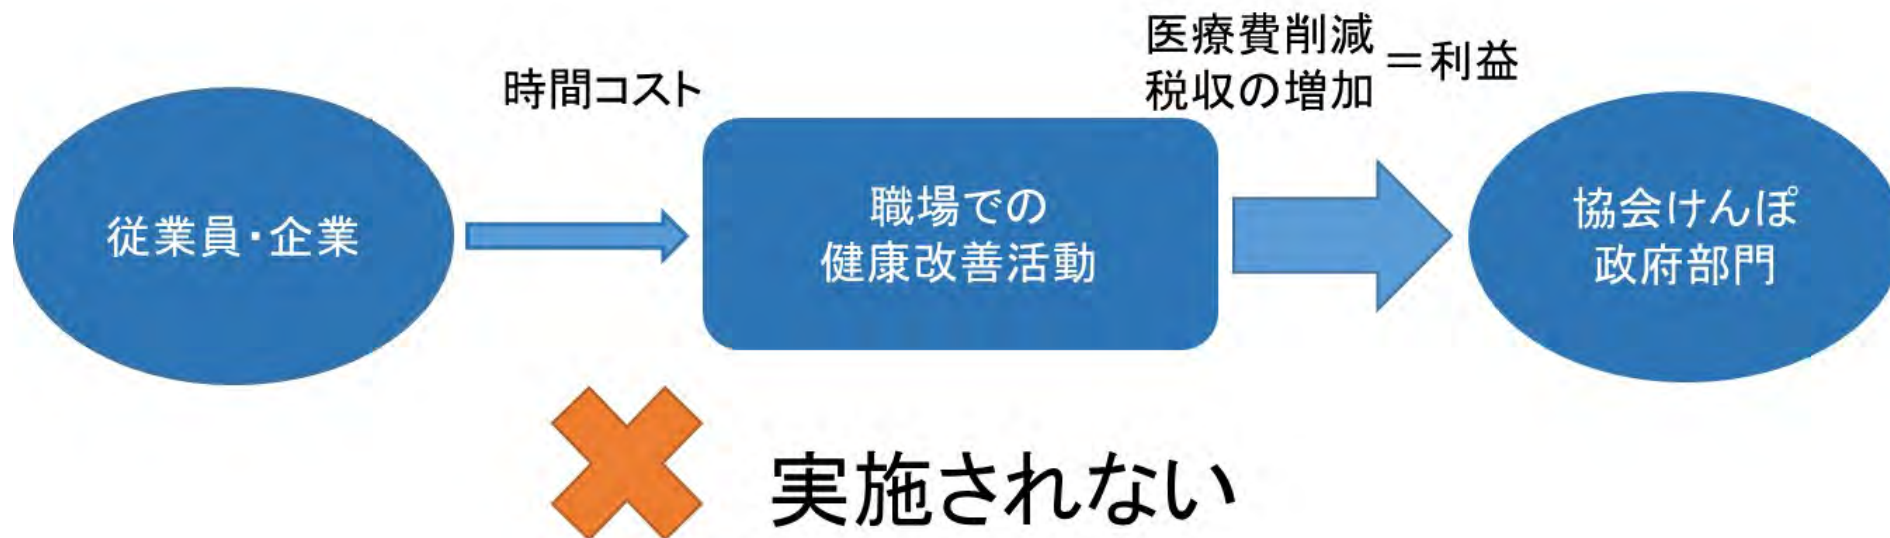 時間コスト
医療費削減
税収の増加
＝利益
従業員・企業
職場での
健康改善活動
協会けんぽ
政府部門
実施されない